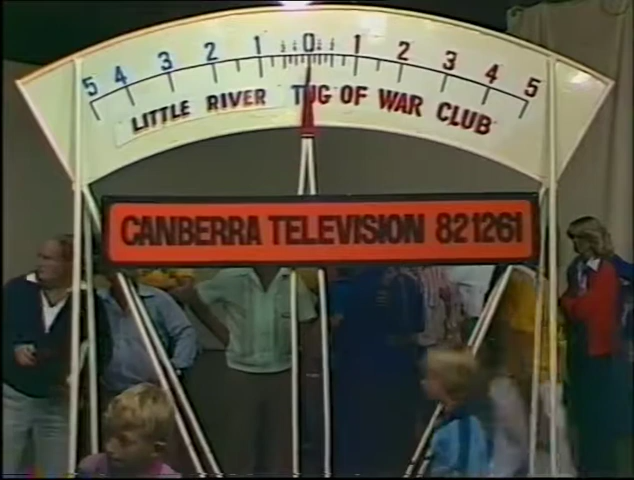 5 4 3 2 1 0 1 2 3 4 5
LITTLE RIVER TUG OF WAR CLUB
CANBERRA TELEVISION 821261